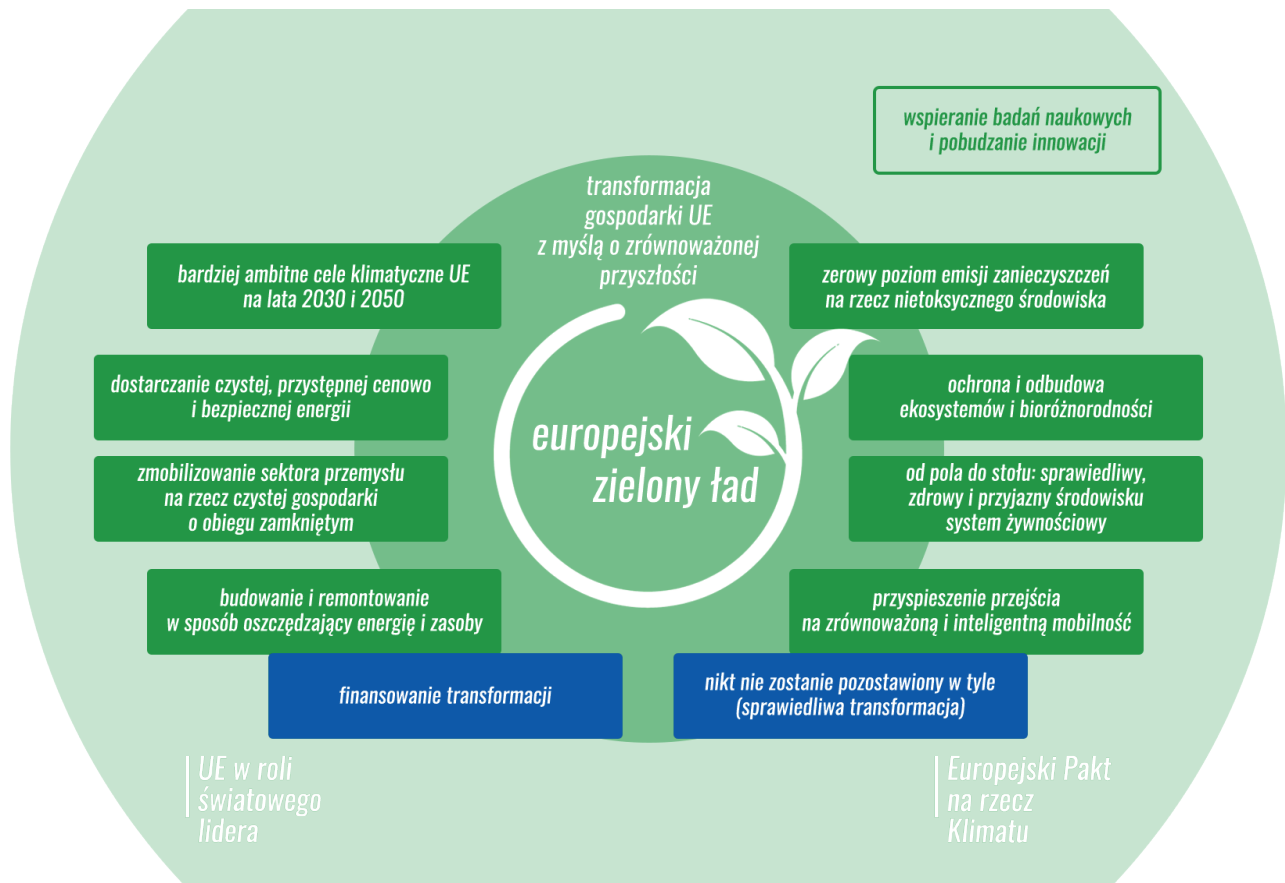 wspieranie badań naukowych
i pobudzanie innowacji
transformacja
gospodarki UE
z myślą o zrównoważonej
przyszłości
bardziej ambitne cele klimatyczne UE
na lata 2030 i 2050
zerowy poziom emisji zanieczyszczeń
na rzecz nietoksycznego środowiska
dostarczanie czystej, przystępnej cenowo
i bezpiecznej energii
ochrona i odbudowa
ekosystemów i bioróżnorodności
europejski
zielony ład
zmobilizowanie sektora przemysłu
na rzecz czystej gospodarki
o obiegu zamkniętym
od pola do stołu: sprawiedliwy,
zdrowy i przyjazny środowisku
system żywnościowy
budowanie i remontowanie
w sposób oszczędzający energię i zasoby
przyspieszenie przejścia
na zrównoważoną i inteligentną mobilność
finansowanie transformacji
nikt nie zostanie pozostawiony w tyle
(sprawiedliwa transformacja)
UE w roli
światowego
lidera
Europejski Pakt
na rzecz
Klimatu